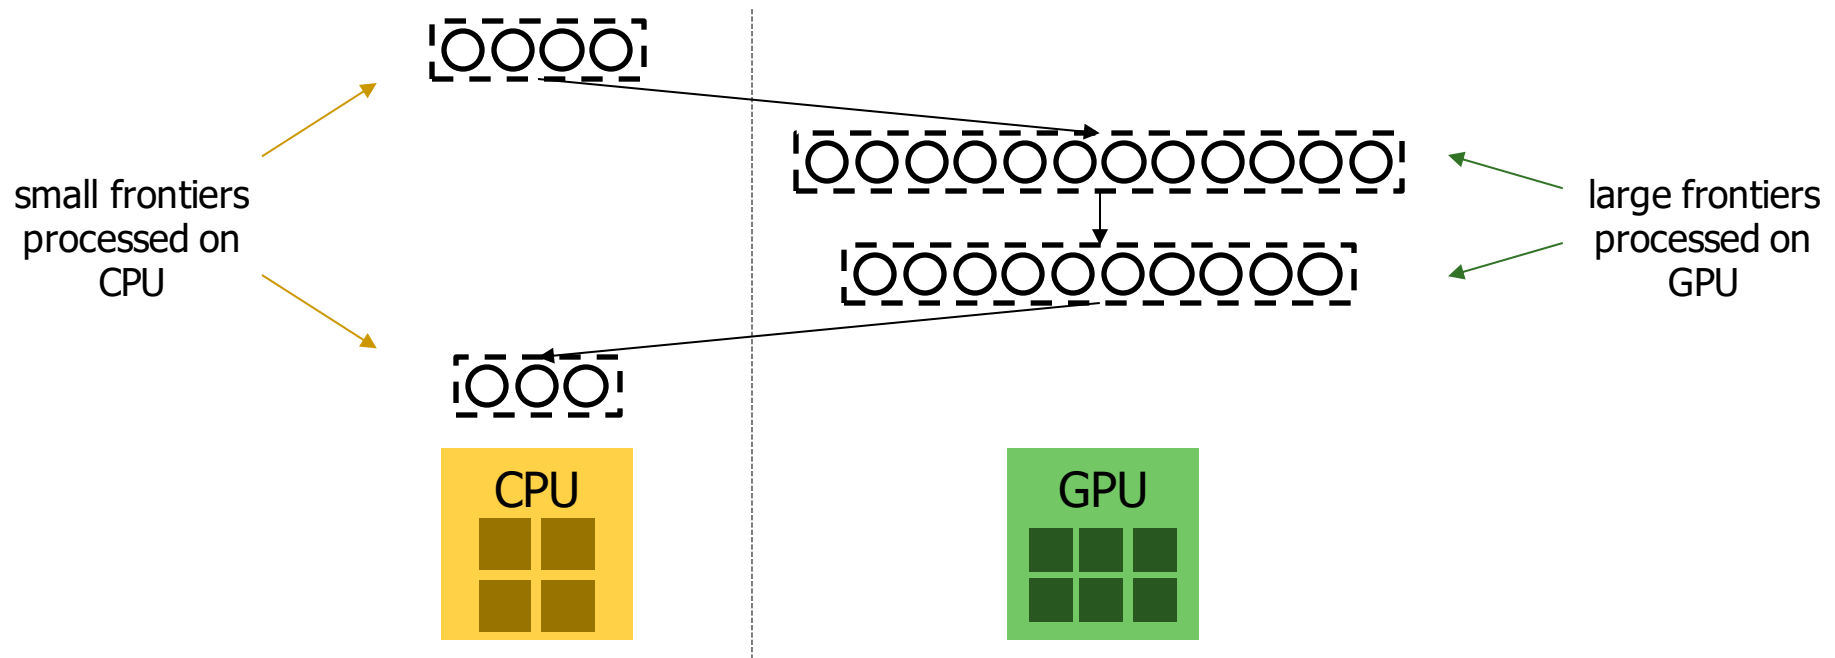 small frontiers
processed on
CPU
large frontiers
processed on
GPU
CPU
GPU